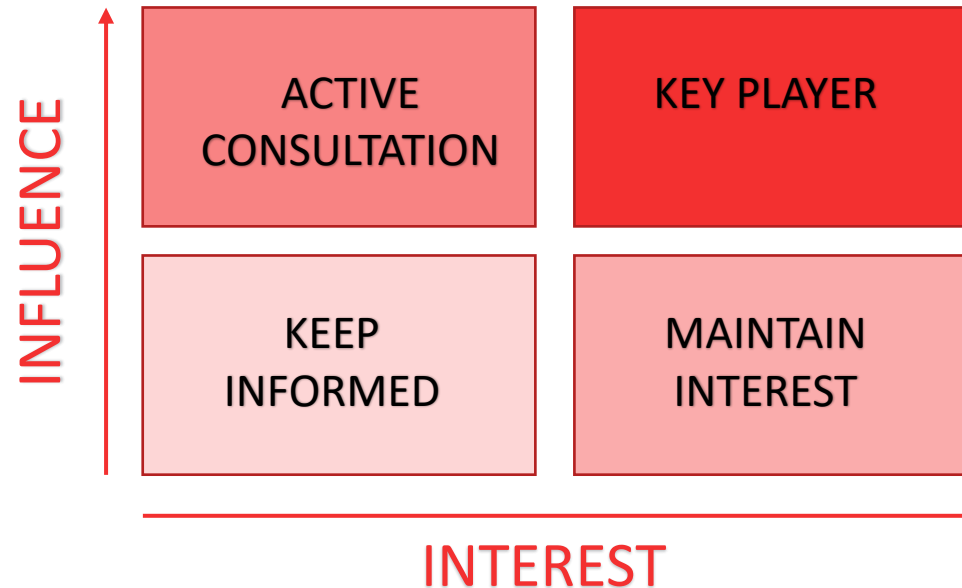 INFLUENCE
ACTIVE
CONSULTATION
KEY PLAYER
KEEP
INFORMED
MAINTAIN
INTEREST
INTEREST